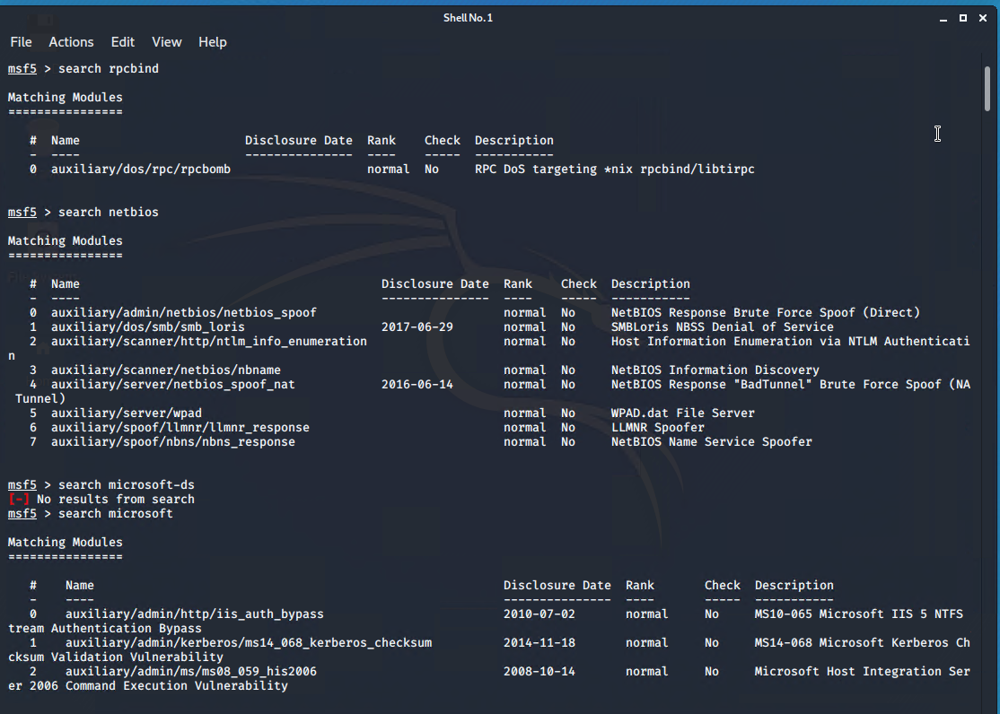 Shell No. 1
File Actions Edit View Help
msf5 > search rpcbind
Matching Modules
================
# Name Disclosure Date Rank Check Description
- ---- --------------- ---- ----- -----------
0 auxiliary/dos/rpc/rpcbomb normal No RPC DoS targeting *nix rpcbind/libtirpc
msf5 > search netbios
Matching Modules
================
# Name Disclosure Date Rank Check Description
- ---- --------------- ---- ----- -----------
0 auxiliary/admin/netbios/netbios_spoof normal No NetBIOS Response Brute Force Spoof (Direct)
1 auxiliary/dos/smb/smb_loris 2017-06-29 normal No SMBLoris NBSS Denial of Service
2 auxiliary/scanner/http/ntlm_info_enumeration normal No Host Information Enumeration via NTLM Authenticati
n
3 auxiliary/scanner/netbios/nbname normal No NetBIOS Information Discovery
4 auxiliary/server/netbios_spoof_nat 2016-06-14 normal No NetBIOS Response "BadTunnel" Brute Force Spoof (NA
Tunnel)
5 auxiliary/server/wpad normal No WPAD.dat File Server
6 auxiliary/spoof/llmnr/llmnr_response normal No LLMNR Spoofer
7 auxiliary/spoof/nbns/nbns_response normal No NetBIOS Name Service Spoofer
msf5 > search microsoft-ds
[-] No results from search
msf5 > search microsoft
Matching Modules
================
# Name Disclosure Date Rank Check Description
- ---- --------------- ---- ----- -----------
0 auxiliary/admin/http/iis_auth_bypass 2010-07-02 normal No MS10-065 Microsoft IIS 5 NTFS
tream Authentication Bypass
1 auxiliary/admin/kerberos/ms14_068_kerberos_checksum 2014-11-18 normal No MS14-068 Microsoft Kerberos Ch
cksum Validation Vulnerability
2 auxiliary/admin/ms/ms08_059_his2006 2008-10-14 normal No Microsoft Host Integration Ser
er 2006 Command Execution Vulnerability